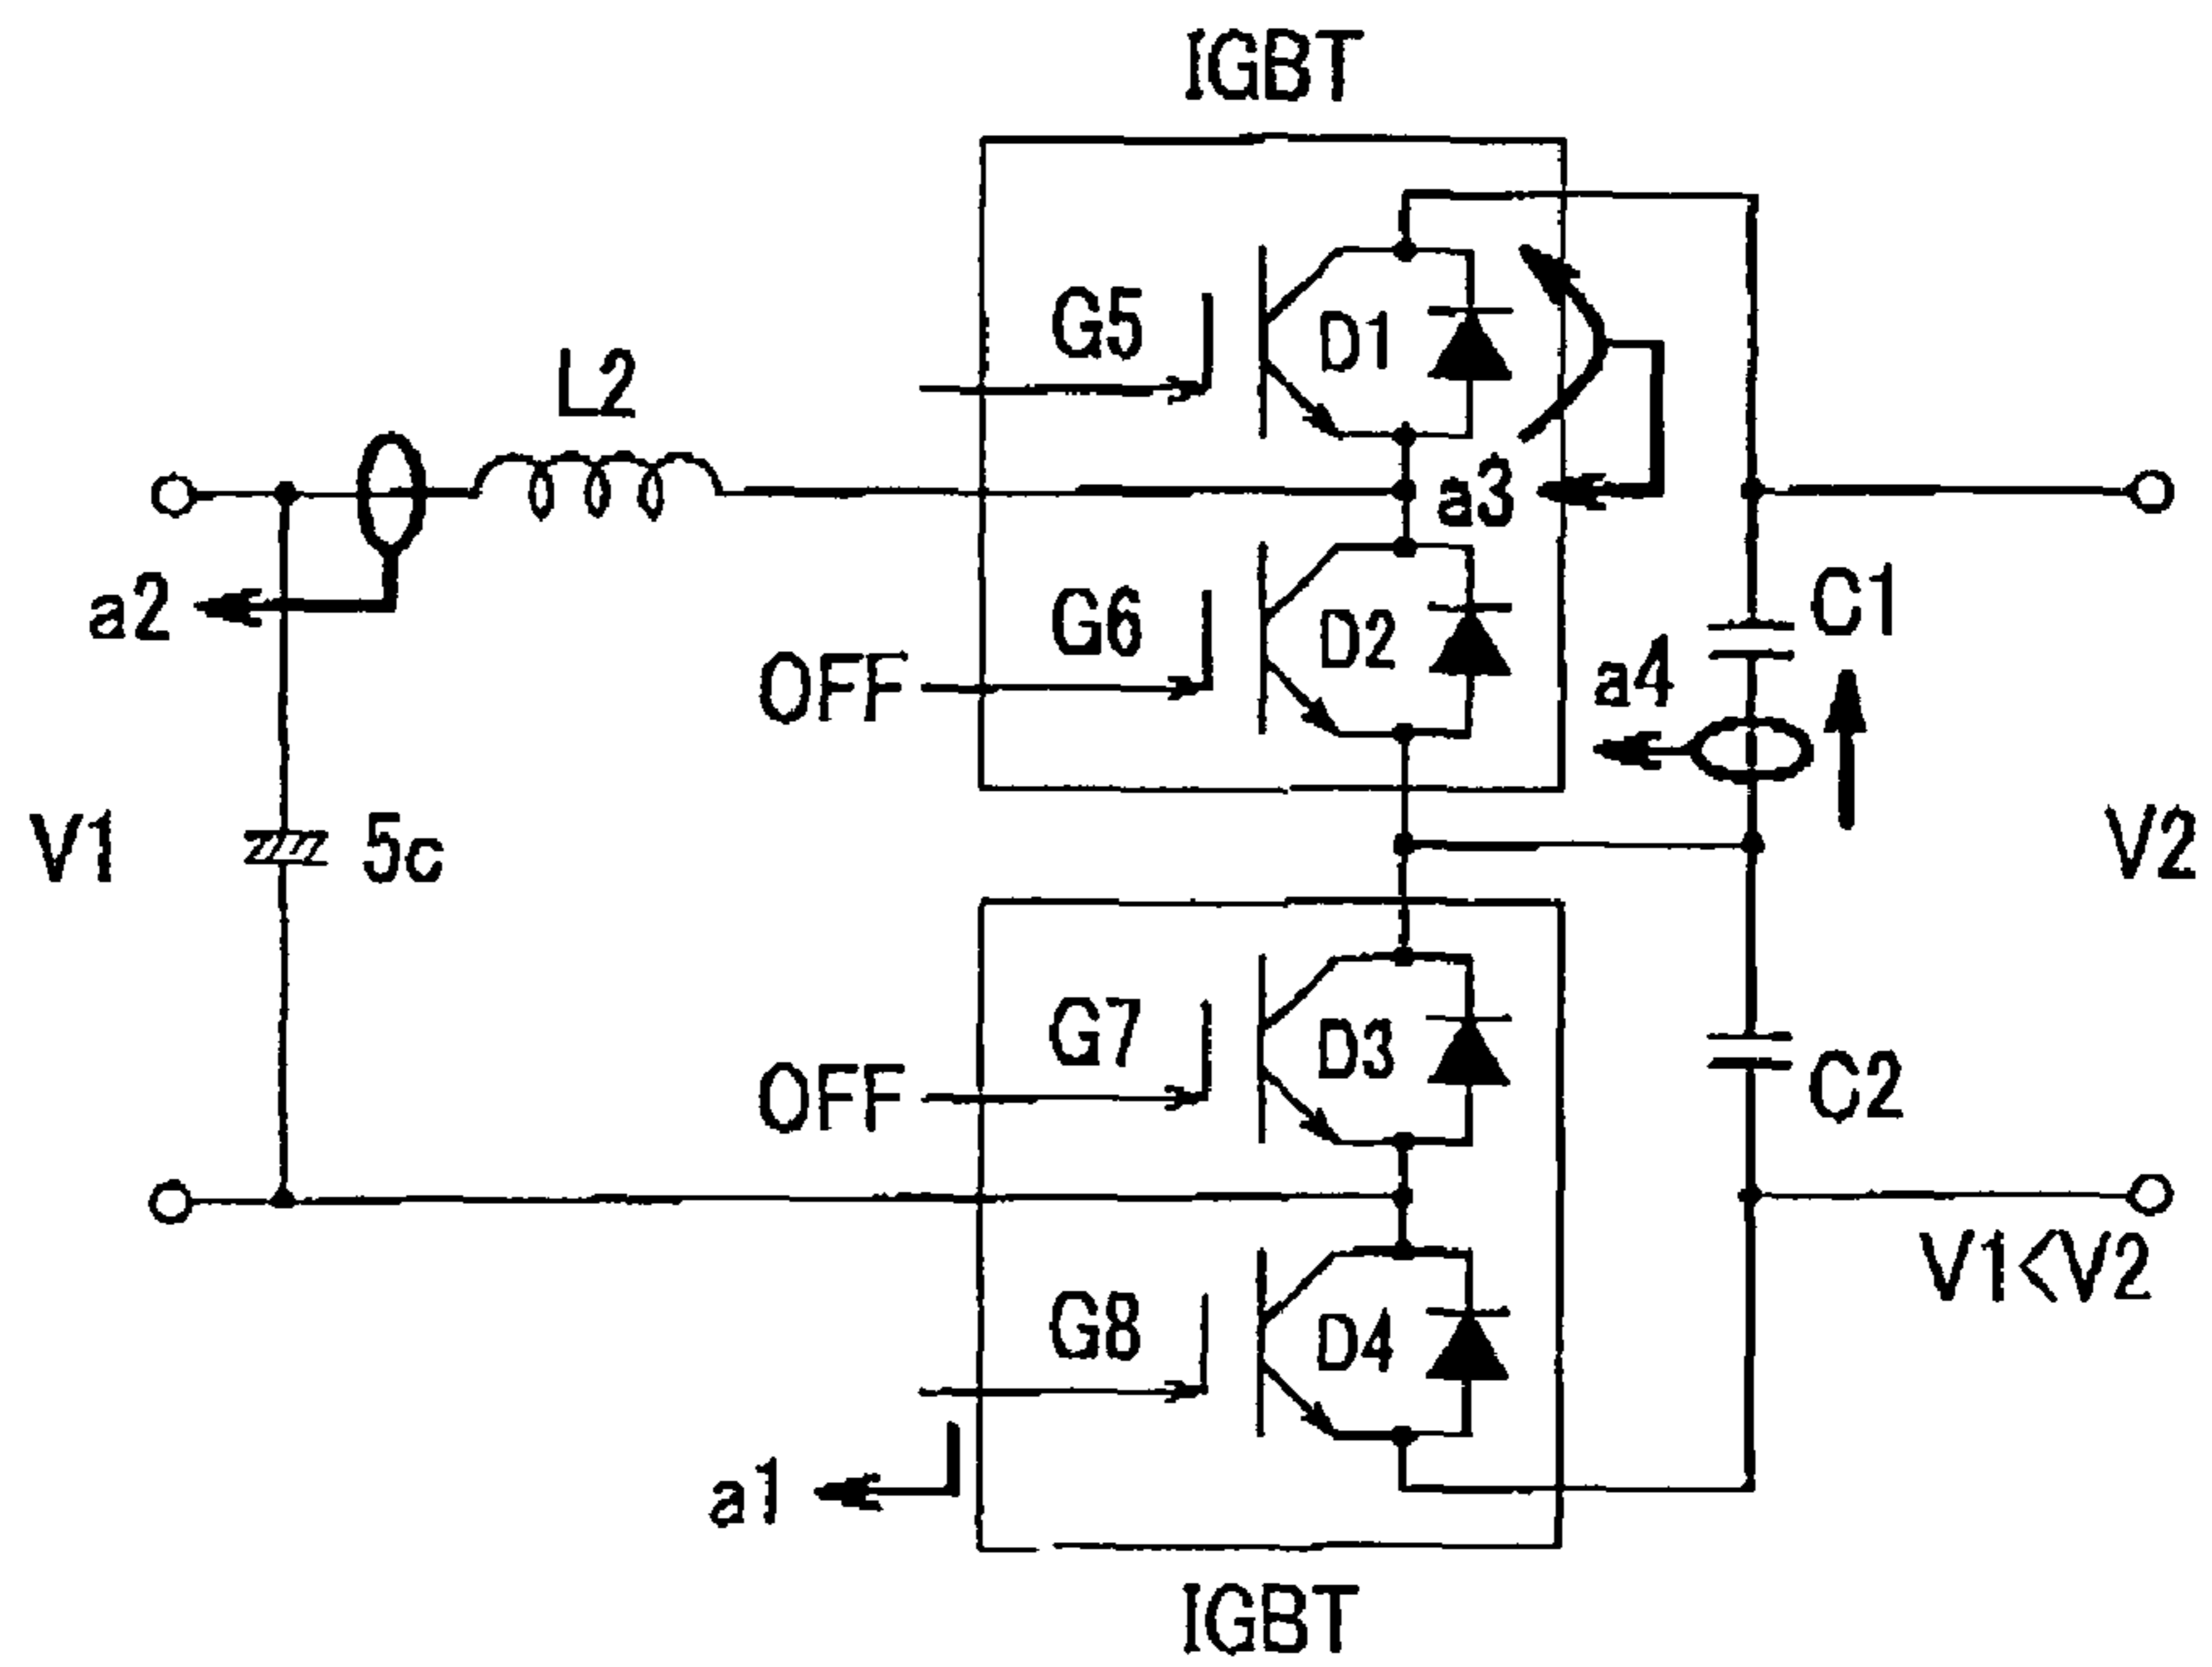 IGBT
G5
D1
L2
a3
a2
G6
D2
OFF
C1
a4
V1
5c
V2
G7
D3
OFF
C2
V1<V2
G8
D4
a1
IGBT